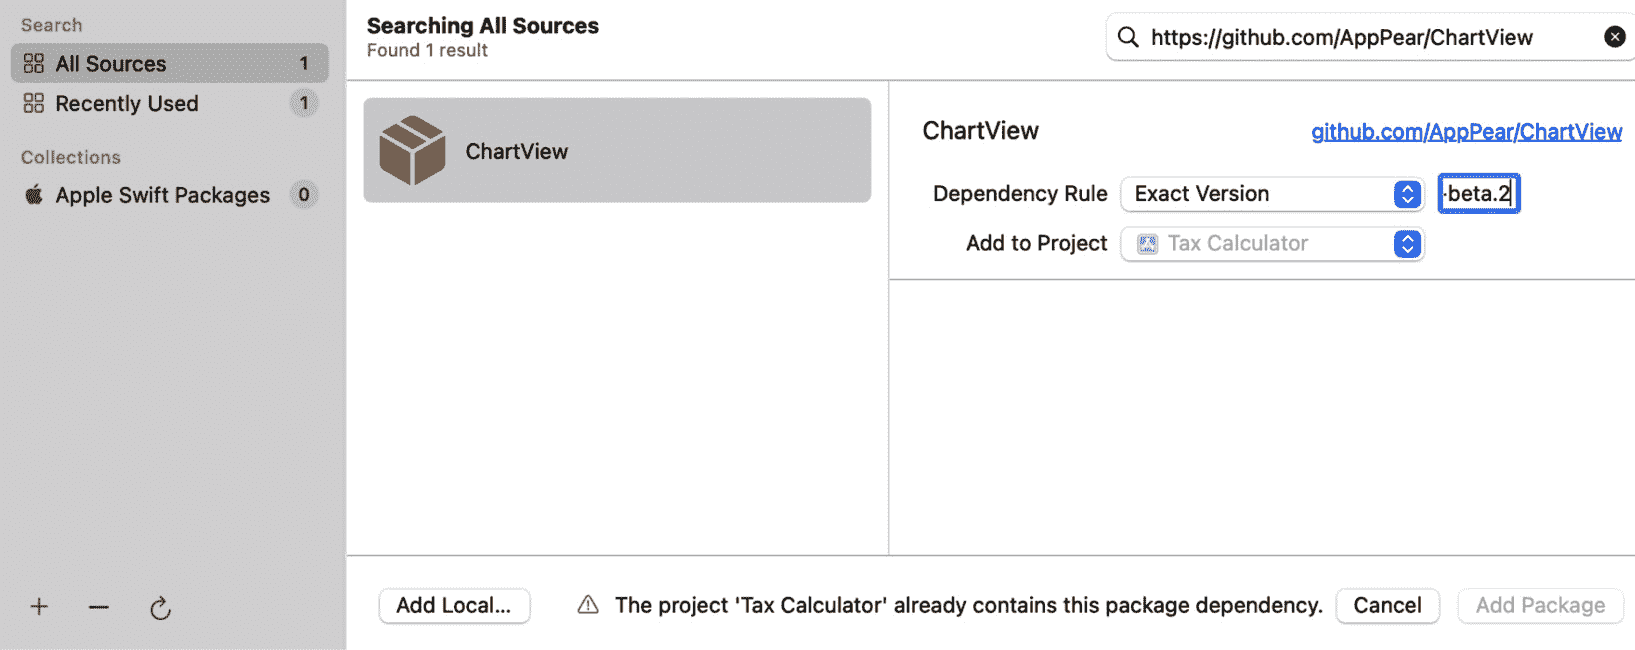 Search
All Sources 1
Recently Used 1
Collections
Apple Swift Packages 0
Searching All Sources
Found 1 result
https://github.com/AppPear/ChartView
ChartView
ChartView
github.com/AppPear/ChartView
Dependency Rule Exact Version beta.2
Add to Project Tax Calculator
Add Local...
The project 'Tax Calculator' already contains this package dependency.
Cancel
Add Package